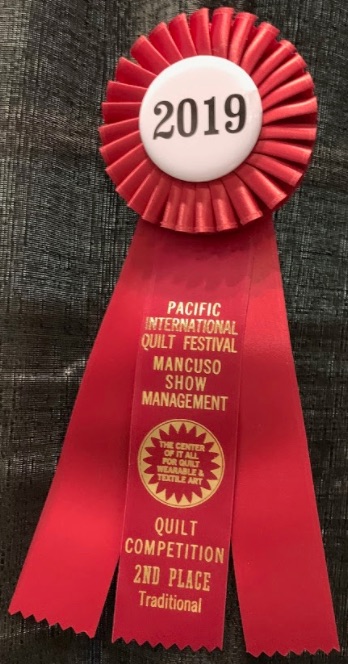 2019
PACIFIC
INTERNATIONAL
QUILT FESTIVAL
MANCUSO
SHOW
MANAGEMENT
THE CENTER
OF IT ALL
FOR QUILT
WEARABLE &
TEXTILE ART
QUILT
COMPETITION
2ND PLACE
Traditional